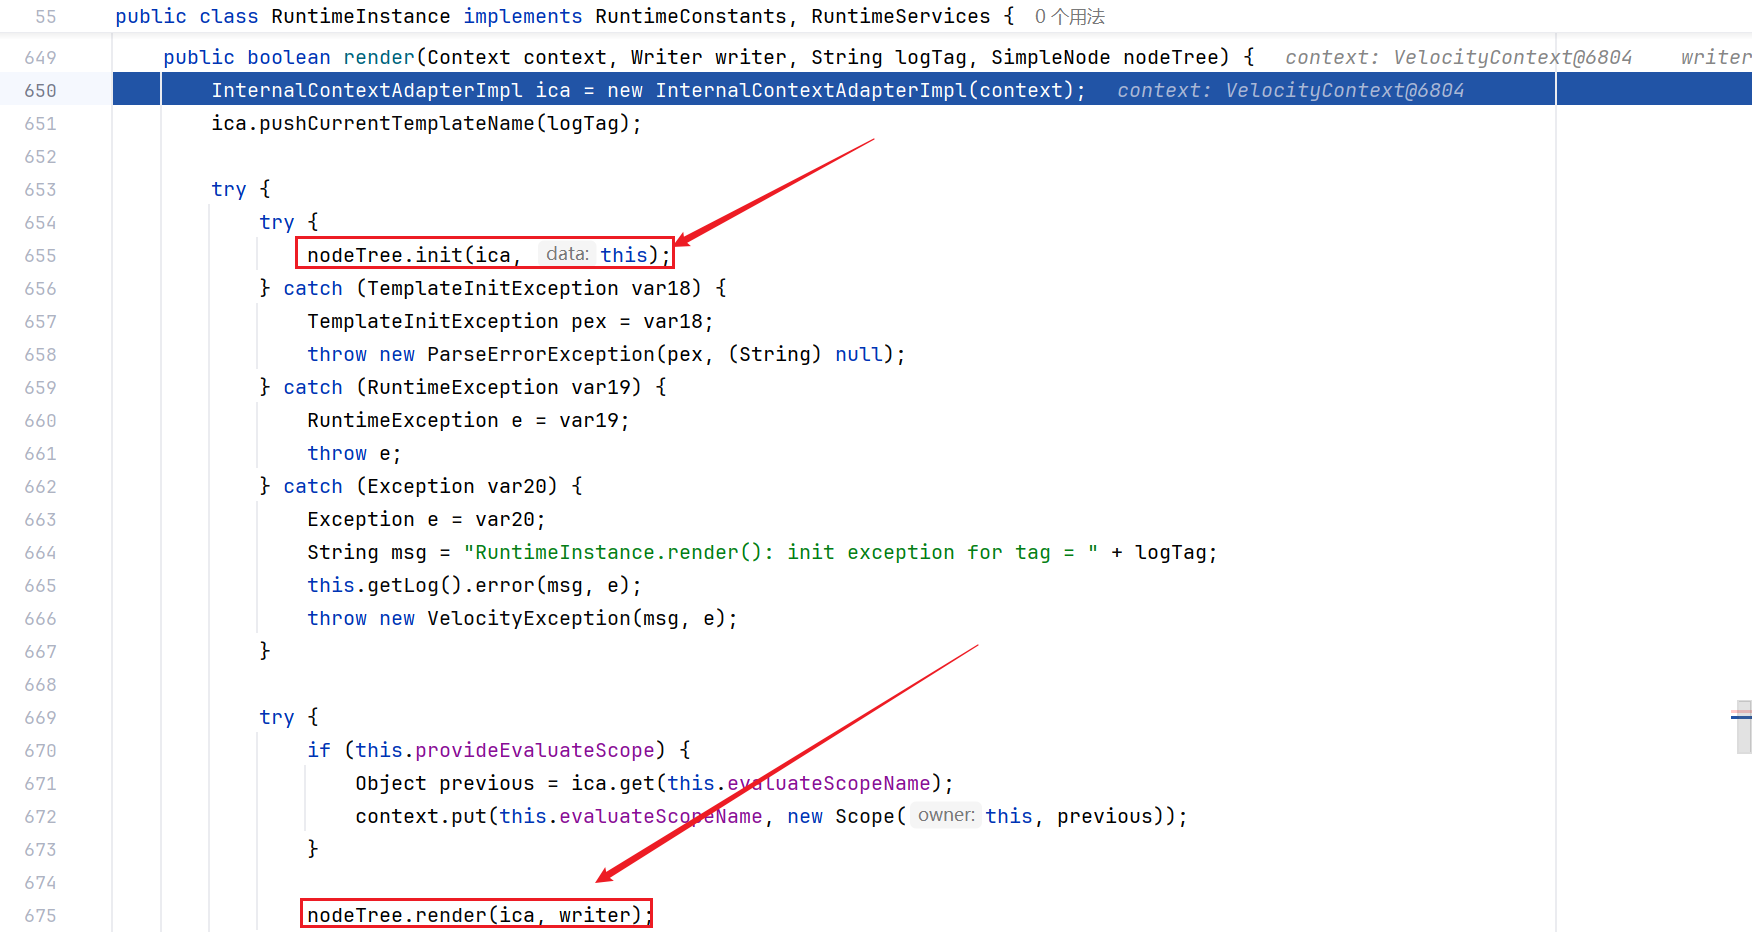 55 public class RuntimeInstance implements RuntimeConstants, RuntimeServices { 0 个用法
649 public boolean render(Context context, Writer writer, String logTag, SimpleNode nodeTree) { context: VelocityContext@6804 writer
650 InternalContextAdapterImpl ica = new InternalContextAdapterImpl(context); context: VelocityContext@6804
651 ica.pushCurrentTemplateName(logTag);
652
653 try {
654 try {
655 nodeTree.init(ica, data: this);
656 } catch (TemplateInitException var18) {
657 TemplateInitException pex = var18;
658 throw new ParseErrorException(pex, (String) null);
659 } catch (RuntimeException var19) {
660 RuntimeException e = var19;
661 throw e;
662 } catch (Exception var20) {
663 Exception e = var20;
664 String msg = "RuntimeInstance.render(): init exception for tag = " + logTag;
665 this.getLog().error(msg, e);
666 throw new VelocityException(msg, e);
667 }
668
669 try {
670 if (this.provideEvaluateScope) {
671 Object previous = ica.get(this.evaluateScopeName);
672 context.put(this.evaluateScopeName, new Scope( owner: this, previous));
673 }
674
675 nodeTree.render(ica, writer);